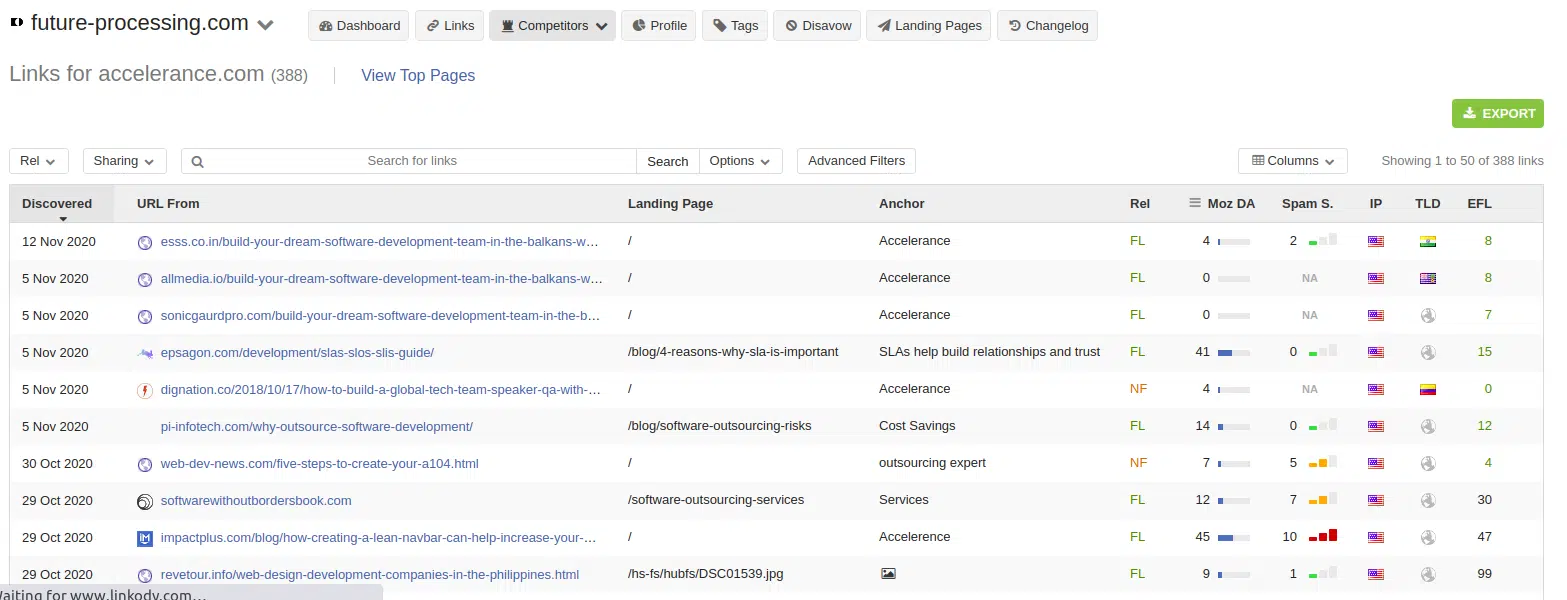 future-processing.com Dashboard Links Competitors Profile Tags Disavow Landing Pages Changelog
Links for accelerance.com (388) View Top Pages
EXPORT
Rel Sharing Search for links Search Options Advanced Filters Columns Showing 1 to 50 of 388 links
Discovered URL From Landing Page Anchor Rel Moz DA Spam S. IP TLD EFL
12 Nov 2020 esss.co.in/build-your-dream-software-development-team-in-the-balkans-w... / Accelerance FL 4 2 8
5 Nov 2020 allmedia.io/build-your-dream-software-development-team-in-the-balkans-w... / Accelerance FL 0 NA 8
5 Nov 2020 sonicgaurdpro.com/build-your-dream-software-development-team-in-the-b... / Accelerance FL 0 NA 7
5 Nov 2020 epsagon.com/development/slas-slos-slis-guide/ /blog/4-reasons-why-sla-is-important SLAs help build relationships and trust FL 41 0 15
5 Nov 2020 dignation.co/2018/10/17/how-to-build-a-global-tech-team-speaker-qa-with-... / Accelerance NF 4 NA 0
5 Nov 2020 pi-infotech.com/why-outsource-software-development/ /blog/software-outsourcing-risks Cost Savings FL 14 0 12
30 Oct 2020 web-dev-news.com/five-steps-to-create-your-a104.html / outsourcing expert NF 7 5 4
29 Oct 2020 softwarewithoutbordersbook.com /software-outsourcing-services Services FL 12 7 30
29 Oct 2020 impactplus.com/blog/how-creating-a-lean-navbar-can-help-increase-your-... / Accelerence FL 45 10 47
29 Oct 2020 revetour.info/web-design-development-companies-in-the-philippines.html /hs-fs/hubfs/DSC01539.jpg FL 9 1 99
Waiting for www.linkody.com...